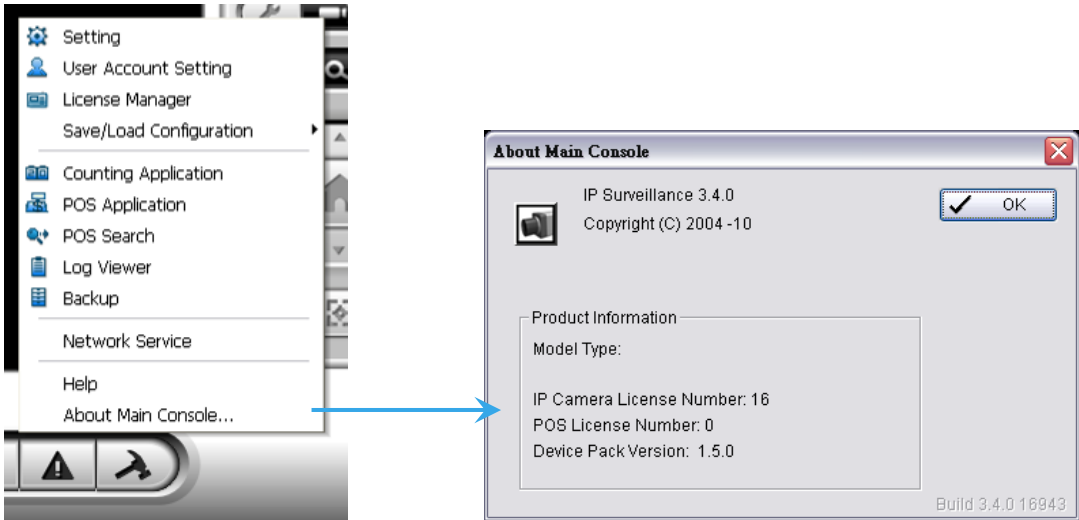 Setting
User Account Setting
License Manager
Save/Load Configuration
Counting Application
POS Application
POS Search
Log Viewer
Backup
Network Service
Help
About Main Console...
About Main Console
IP Surveillance 3.4.0
Copyright (C) 2004 -10
OK
Product Information
Model Type:
IP Camera License Number: 16
POS License Number: 0
Device Pack Version: 1.5.0
Build 3.4.0 16943